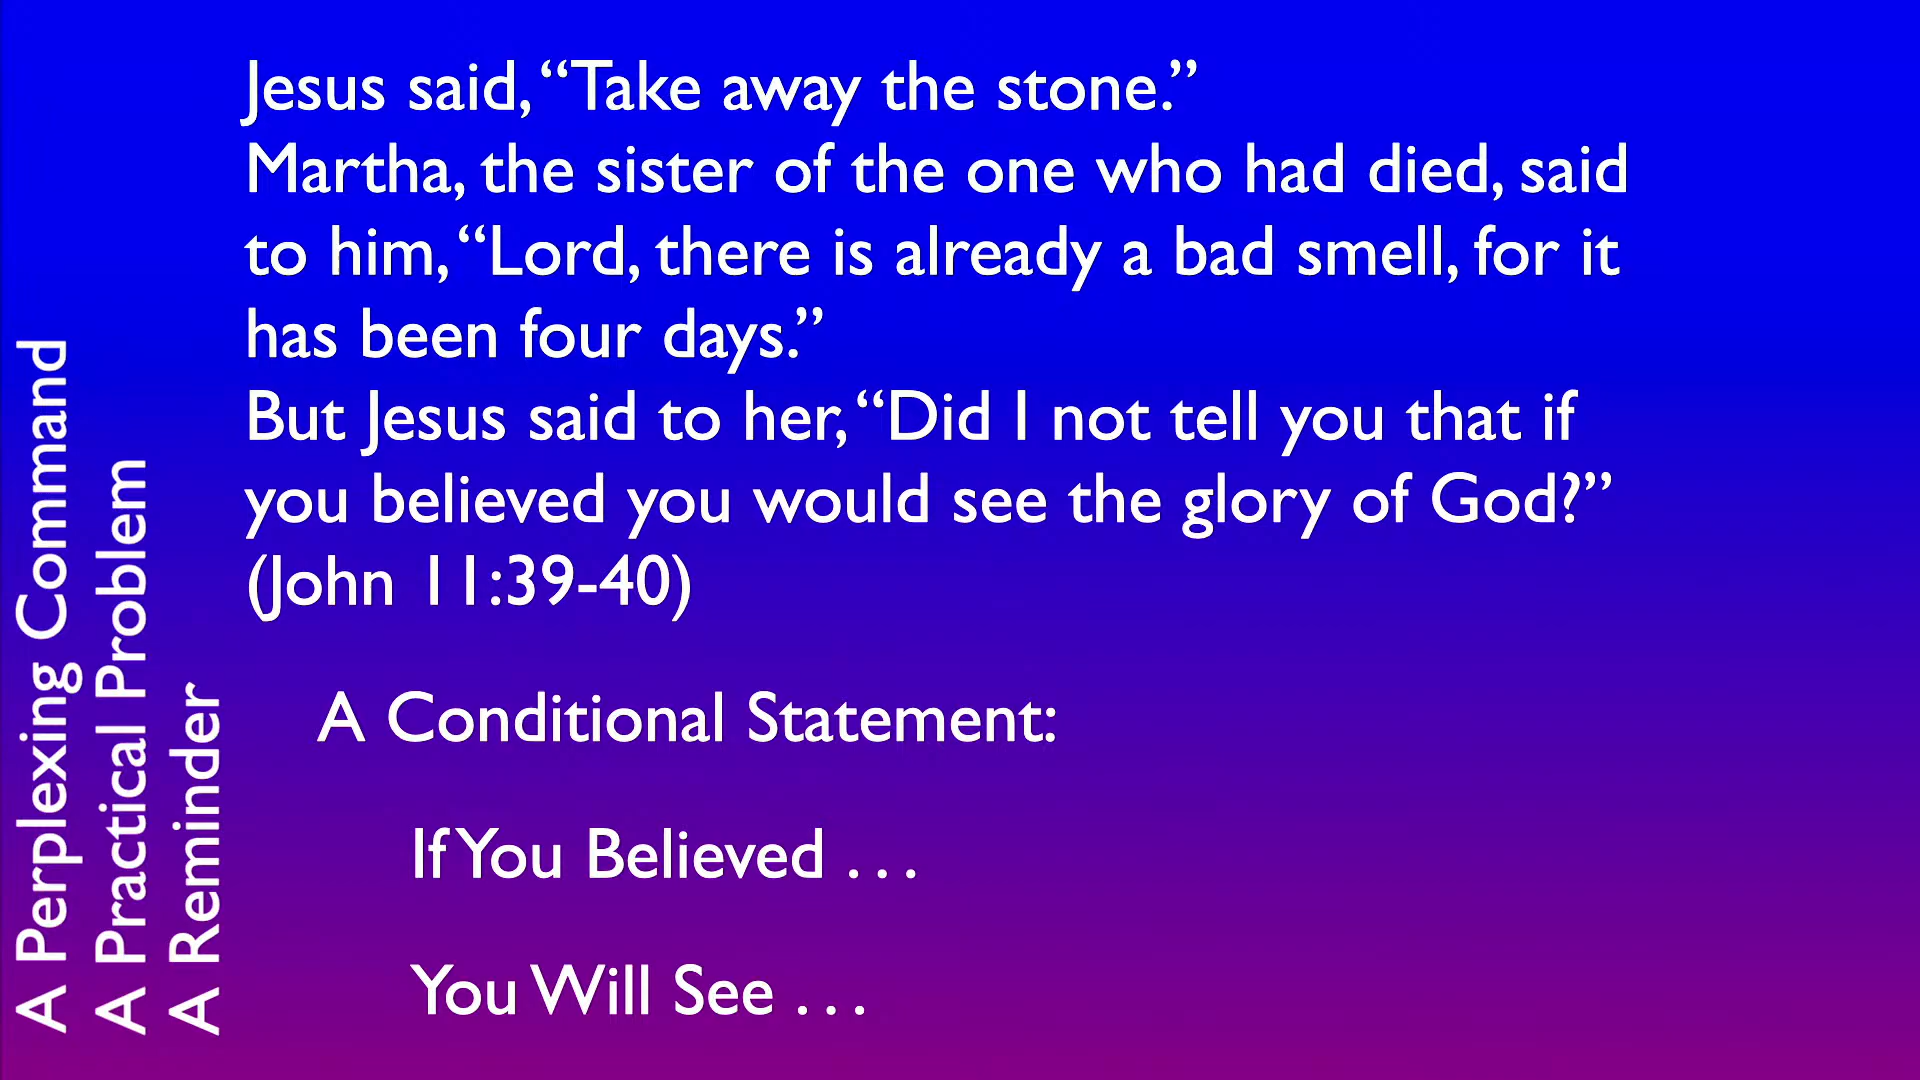 Jesus said, “Take away the stone.”
Martha, the sister of the one who had died, said
to him, “Lord, there is already a bad smell, for it
has been four days.”
But Jesus said to her, “Did I not tell you that if
you believed you would see the glory of God?”
(John 11:39-40)
A Conditional Statement:
If You Believed . . .
You Will See . . .
A Perplexing Command
A Practical Problem
A Reminder